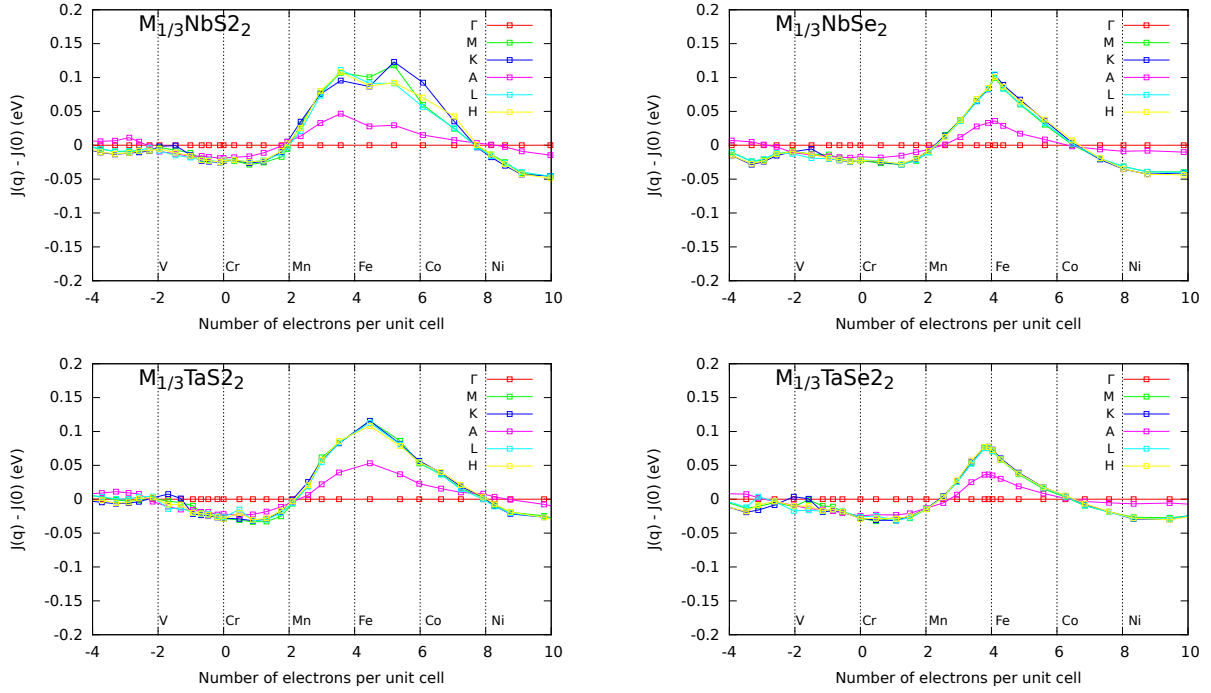 M1/3NbS22
J(q) - J(0) (eV)
0.2
0.15
0.1
0.05
0
-0.05
-0.1
-0.15
-0.2
Γ
M
K
A
L
H
V Cr Mn Fe Co Ni
-4 -2 0 2 4 6 8 10
Number of electrons per unit cell
M1/3NbSe2
J(q) - J(0) (eV)
0.2
0.15
0.1
0.05
0
-0.05
-0.1
-0.15
-0.2
Γ
M
K
A
L
H
V Cr Mn Fe Co Ni
-4 -2 0 2 4 6 8 10
Number of electrons per unit cell
M1/3TaS22
J(q) - J(0) (eV)
0.2
0.15
0.1
0.05
0
-0.05
-0.1
-0.15
-0.2
Γ
M
K
A
L
H
V Cr Mn Fe Co Ni
-4 -2 0 2 4 6 8 10
Number of electrons per unit cell
M1/3TaSe22
J(q) - J(0) (eV)
0.2
0.15
0.1
0.05
0
-0.05
-0.1
-0.15
-0.2
Γ
M
K
A
L
H
V Cr Mn Fe Co Ni
-4 -2 0 2 4 6 8 10
Number of electrons per unit cell